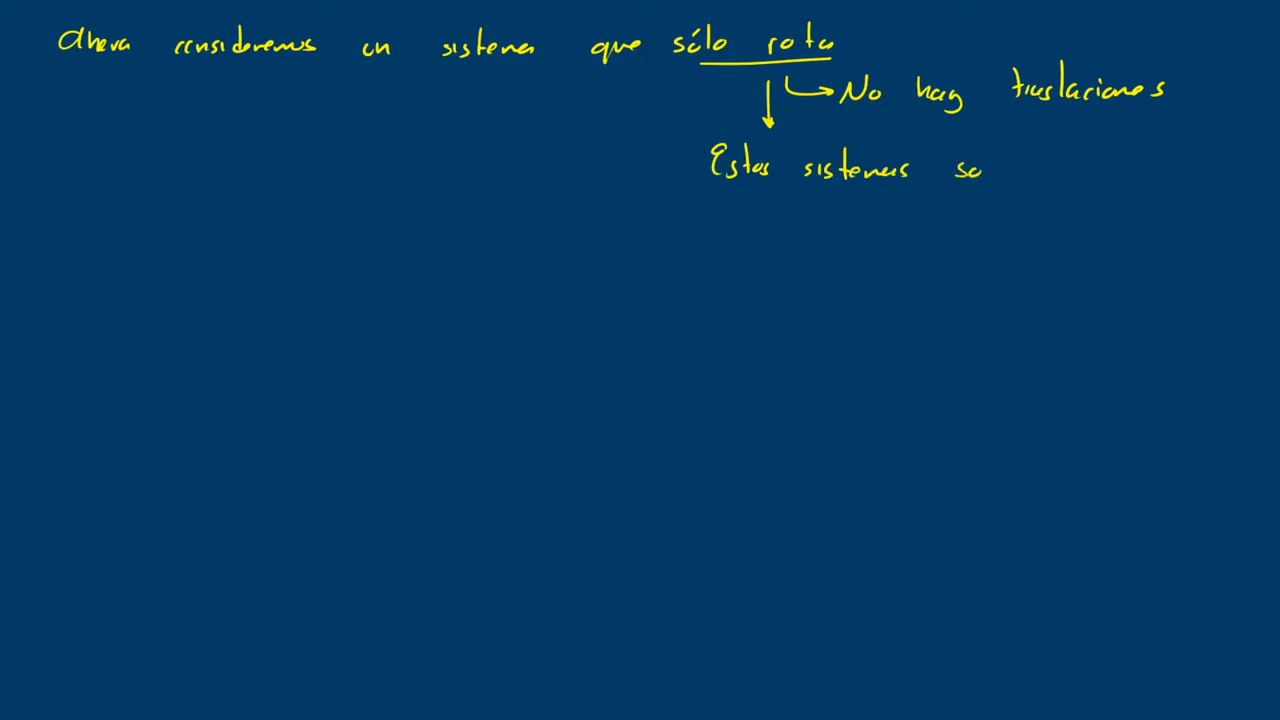 Ahora consideremos un sistema que sólo rota
No hay traslaciones
Estos sistemas so